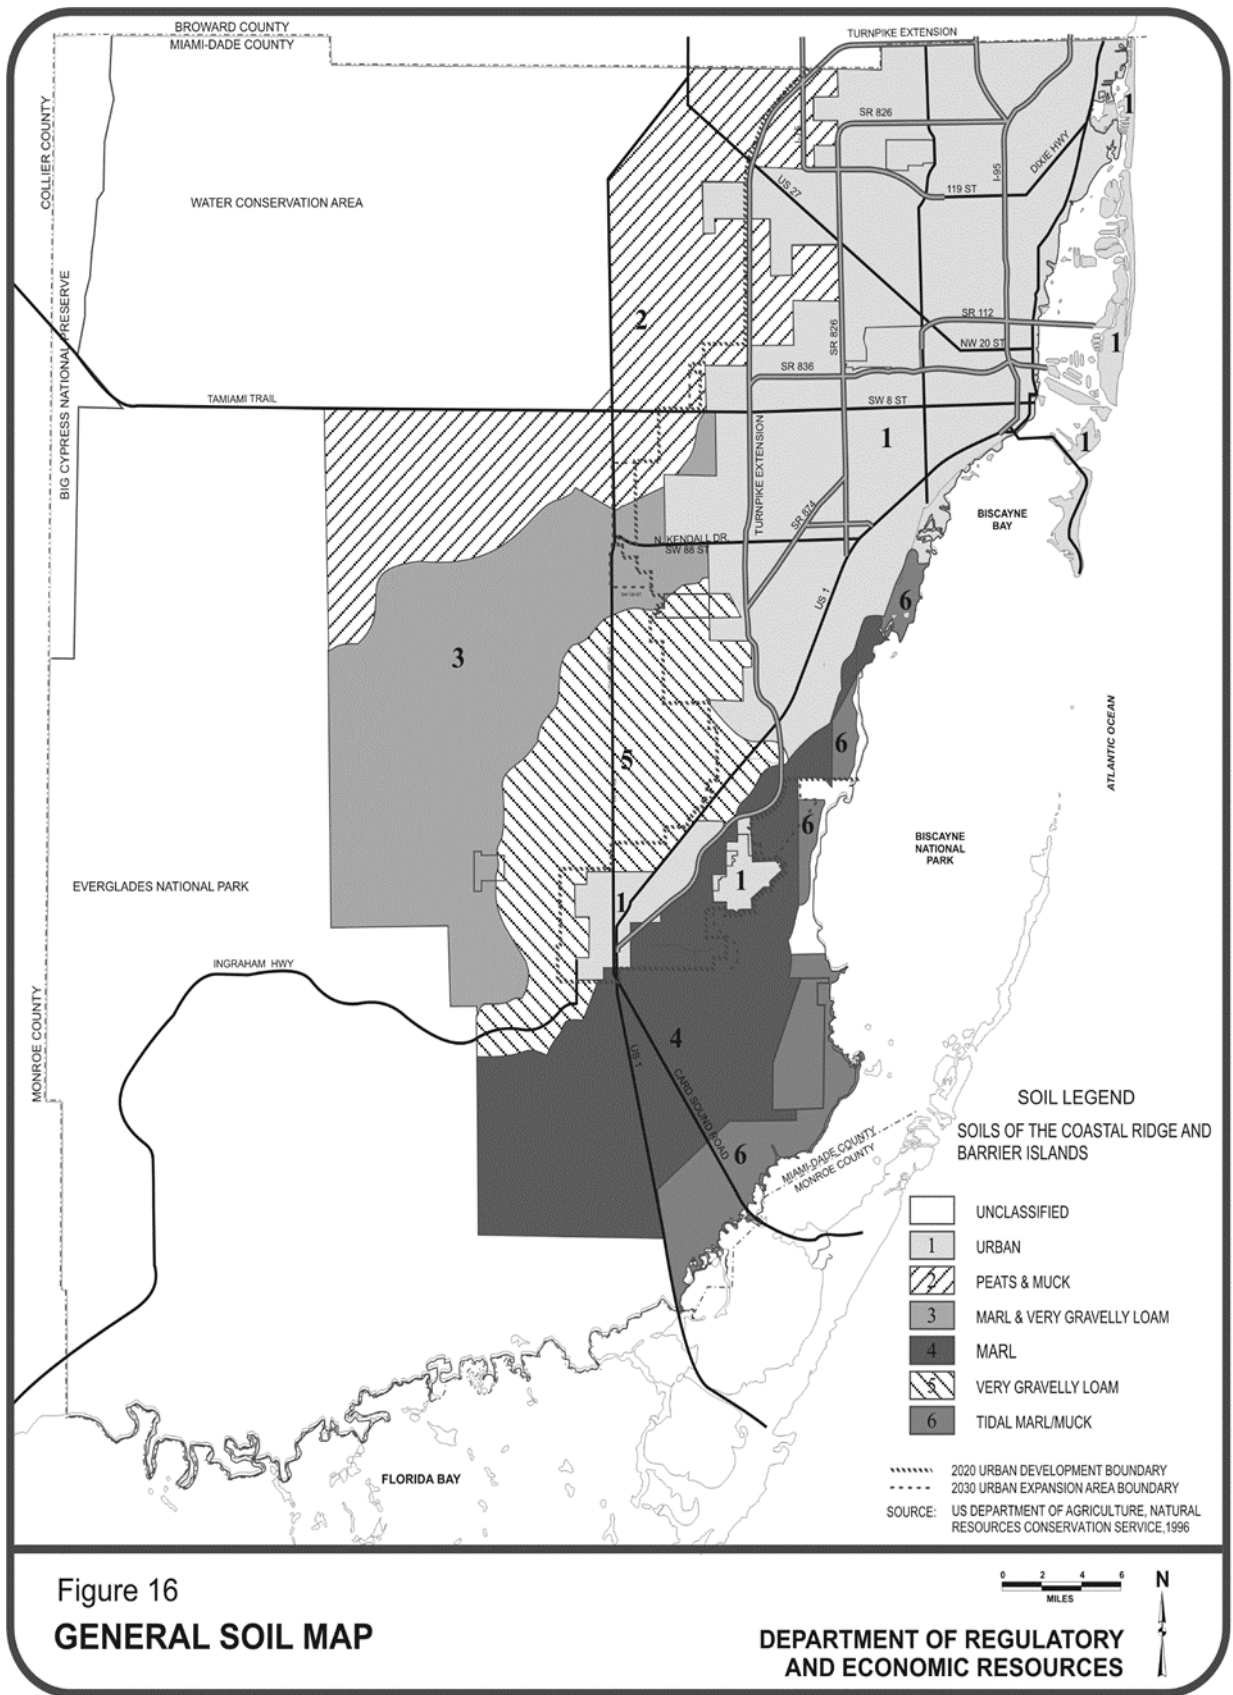 BROWARD COUNTY
MIAMI-DADE COUNTY
TURNPIKE EXTENSION
COLLIER COUNTY
1
SR 826
I-95
DIXIE HWY
WATER CONSERVATION AREA
US 27
119 ST
BIG CYPRESS NATIONAL PRESERVE
2
SR 826
SR 112
NW 20 ST
1
SR 836
TAMIAMI TRAIL
SW 8 ST
1
1
TURNPIKE EXTENSION
SR 874
BISCAYNE
BAY
N. KENDALL DR.
SW 88 ST
US 1
6
3
6
ATLANTIC OCEAN
5
6
BISCAYNE
NATIONAL
PARK
EVERGLADES NATIONAL PARK
1
1
INGRAHAM HWY
MONROE COUNTY
4
US 1
CARD SOUND ROAD
6
MIAMI-DADE COUNTY
MONROE COUNTY
SOIL LEGEND
SOILS OF THE COASTAL RIDGE AND
BARRIER ISLANDS
UNCLASSIFIED
1 URBAN
2 PEATS & MUCK
3 MARL & VERY GRAVELLY LOAM
4 MARL
5 VERY GRAVELLY LOAM
6 TIDAL MARL/MUCK
FLORIDA BAY
2020 URBAN DEVELOPMENT BOUNDARY
2030 URBAN EXPANSION AREA BOUNDARY
SOURCE: US DEPARTMENT OF AGRICULTURE, NATURAL
RESOURCES CONSERVATION SERVICE,1996
Figure 16
GENERAL SOIL MAP
0 2 4 6
MILES
N
DEPARTMENT OF REGULATORY
AND ECONOMIC RESOURCES